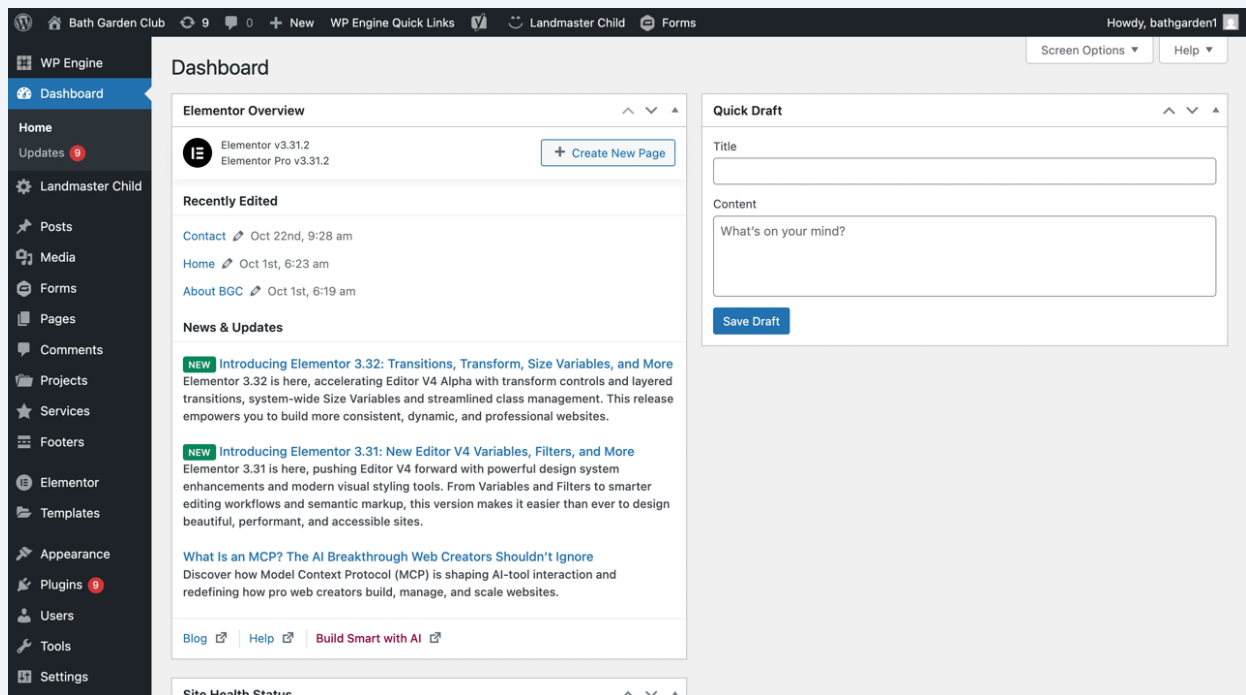 Bath Garden Club 9 0 New WP Engine Quick Links Landmaster Child Forms Howdy, bathgarden1
Screen Options ▼ Help ▼
WP Engine
Dashboard
Home
Updates 9
Landmaster Child
Posts
Media
Forms
Pages
Comments
Projects
Services
Footers
Elementor
Templates
Appearance
Plugins 9
Users
Tools
Settings
Dashboard
Elementor Overview
Elementor v3.31.2
Elementor Pro v3.31.2
+ Create New Page
Recently Edited
Contact Oct 22nd, 9:28 am
Home Oct 1st, 6:23 am
About BGC Oct 1st, 6:19 am
News & Updates
NEW Introducing Elementor 3.32: Transitions, Transform, Size Variables, and More
Elementor 3.32 is here, accelerating Editor V4 Alpha with transform controls and layered
transitions, system-wide Size Variables and streamlined class management. This release
empowers you to build more consistent, dynamic, and professional websites.
NEW Introducing Elementor 3.31: New Editor V4 Variables, Filters, and More
Elementor 3.31 is here, pushing Editor V4 forward with powerful design system
enhancements and modern visual styling tools. From Variables and Filters to smarter
editing workflows and semantic markup, this version makes it easier than ever to design
beautiful, performant, and accessible sites.
What Is an MCP? The AI Breakthrough Web Creators Shouldn't Ignore
Discover how Model Context Protocol (MCP) is shaping AI-tool interaction and
redefining how pro web creators build, manage, and scale websites.
Blog Help Build Smart with AI
Site Health Status
Quick Draft
Title
Content
What's on your mind?
Save Draft